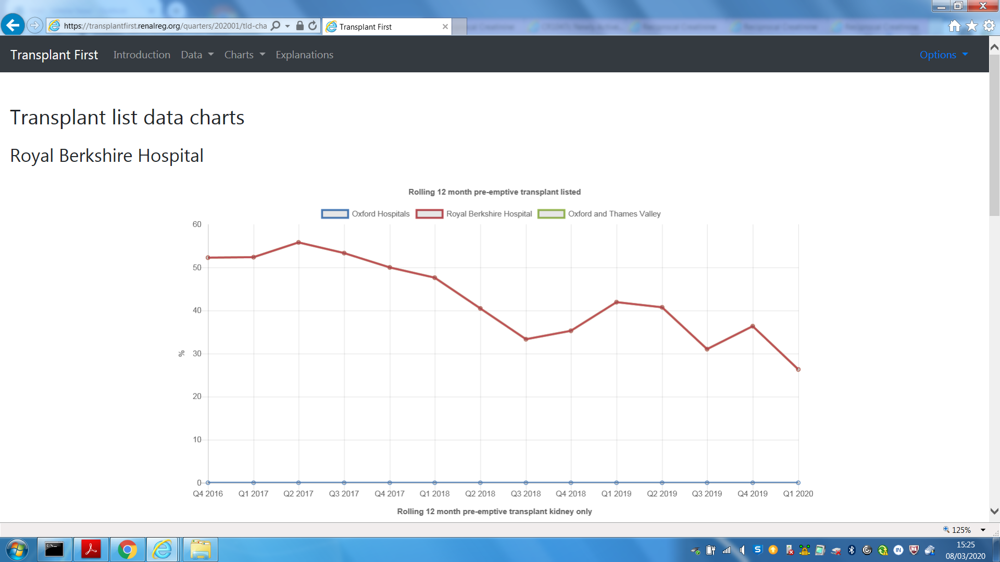 https://transplantfirst.renalreg.org/quarters/202001/tld-cha
Transplant First
Transplant First Introduction Data Charts Explanations Options
Transplant list data charts
Royal Berkshire Hospital
Rolling 12 month pre-emptive transplant listed
Oxford Hospitals Royal Berkshire Hospital Oxford and Thames Valley
60
50
40
30
20
10
0
%
Q4 2016 Q1 2017 Q2 2017 Q3 2017 Q4 2017 Q1 2018 Q2 2018 Q3 2018 Q4 2018 Q1 2019 Q2 2019 Q3 2019 Q4 2019 Q1 2020
Rolling 12 month pre-emptive transplant kidney only
125%
15:25
08/03/2020